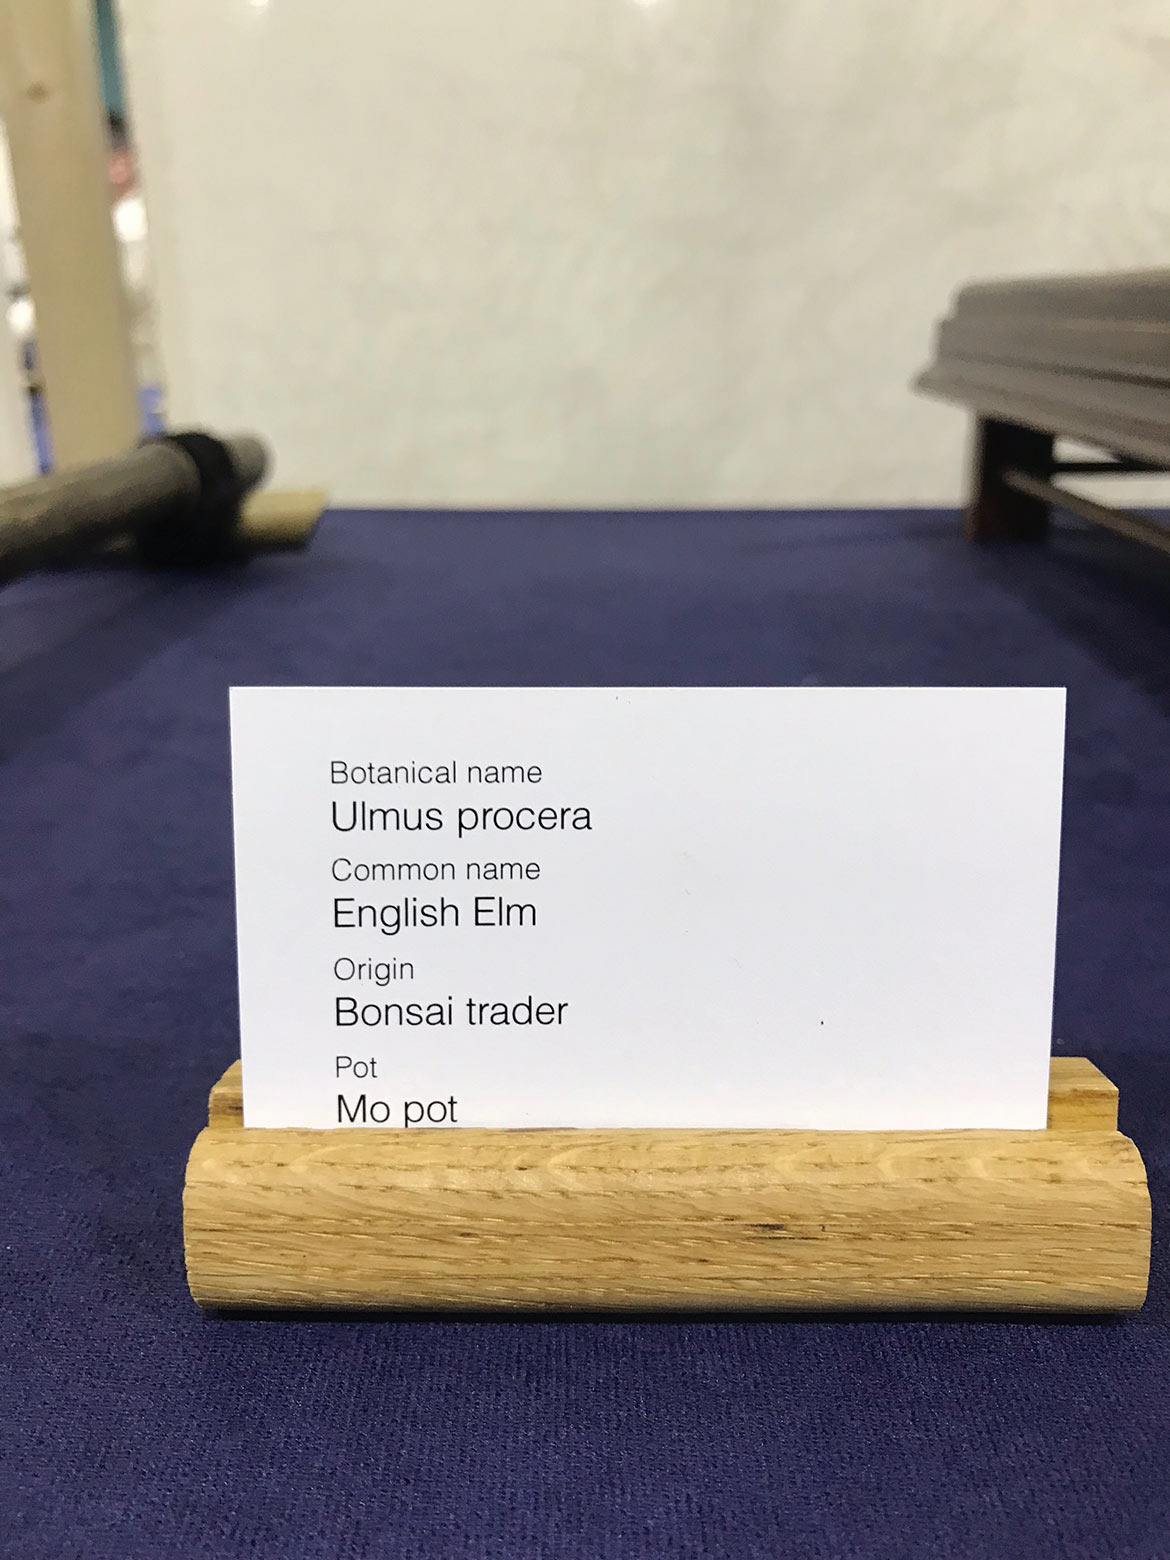 Botanical name
Ulmus procera
Common name
English Elm
Origin
Bonsai trader
Pot
Mo pot